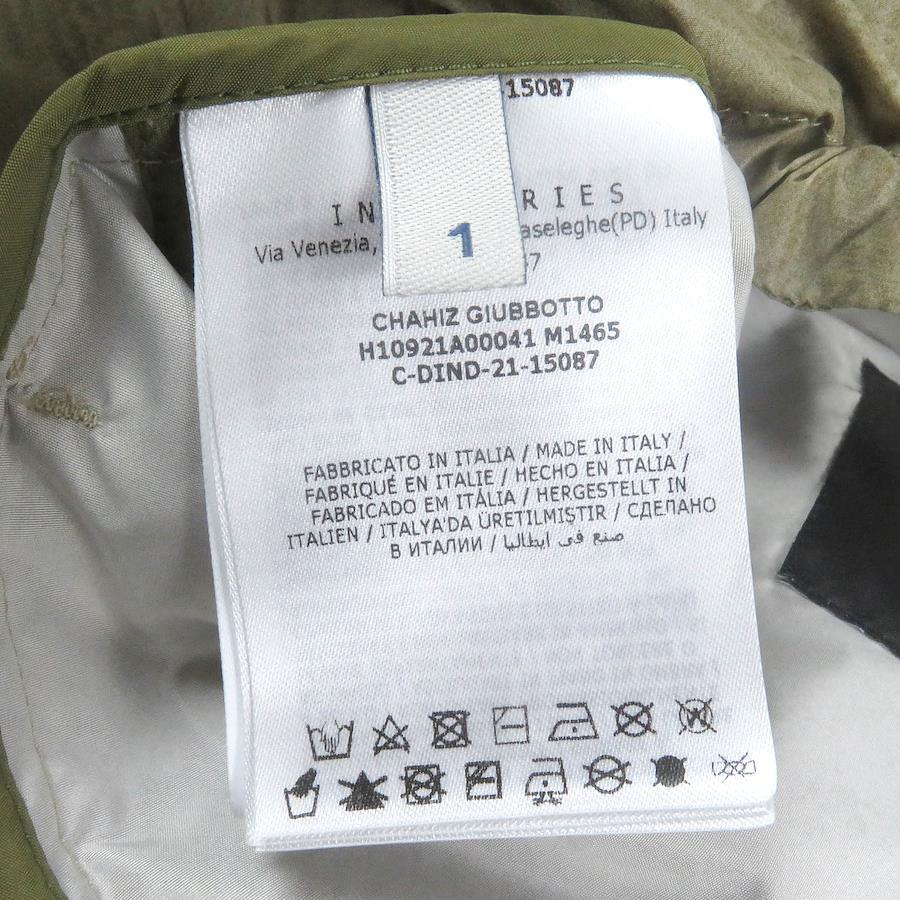 -15087
IN RIES
Via Venezia, aseleghe(PD) Italy
7
1
CHAHIZ GIUBBOTTO
H10921A00041 M1465
C-DIND-21-15087
FABBRICATO IN ITALIA / MADE IN ITALY /
FABRIQUÉ EN ITALIE / HECHO EN ITALIA /
FABRICADO EM ITÁLIA / HERGESTELLT IN
ITALIEN / ITALYA'DA ÜRETILMIŞTIR / СДЕЛАНО
В ИТАЛИИ / صنع فى ايطاليا